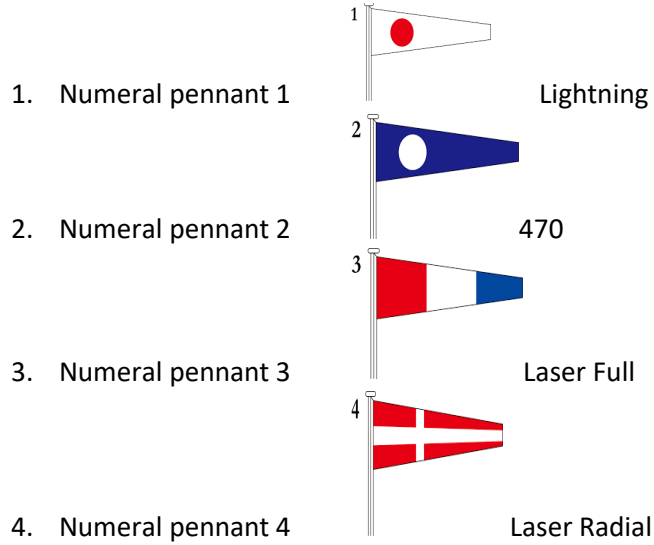 1
1. Numeral pennant 1 Lightning
2
2. Numeral pennant 2 470
3
3. Numeral pennant 3 Laser Full
4
4. Numeral pennant 4 Laser Radial